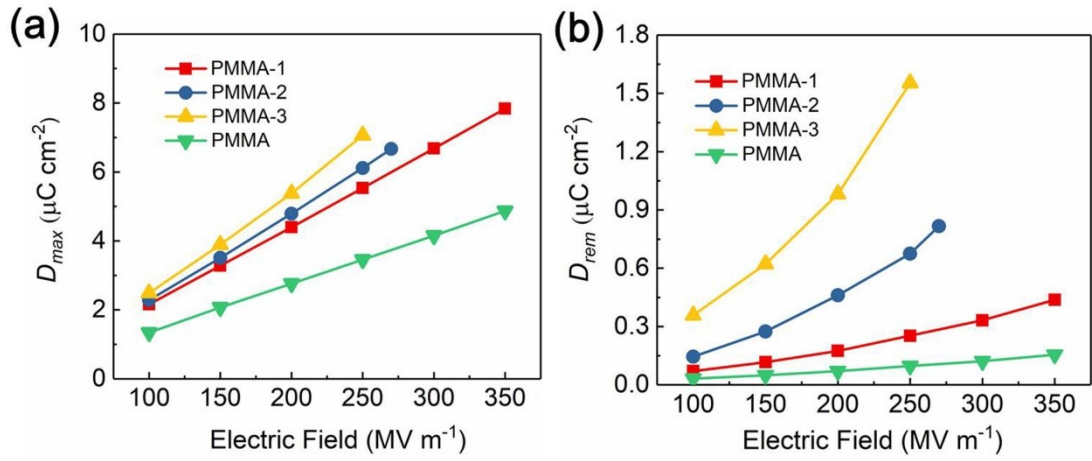 (a)
10
8
6
4
2
0
D_max (μC cm⁻²)
PMMA-1
PMMA-2
PMMA-3
PMMA
100 150 200 250 300 350
Electric Field (MV m⁻¹)
(b)
1.8
1.5
1.2
0.9
0.6
0.3
0.0
D_rem (μC cm⁻²)
PMMA-1
PMMA-2
PMMA-3
PMMA
100 150 200 250 300 350
Electric Field (MV m⁻¹)